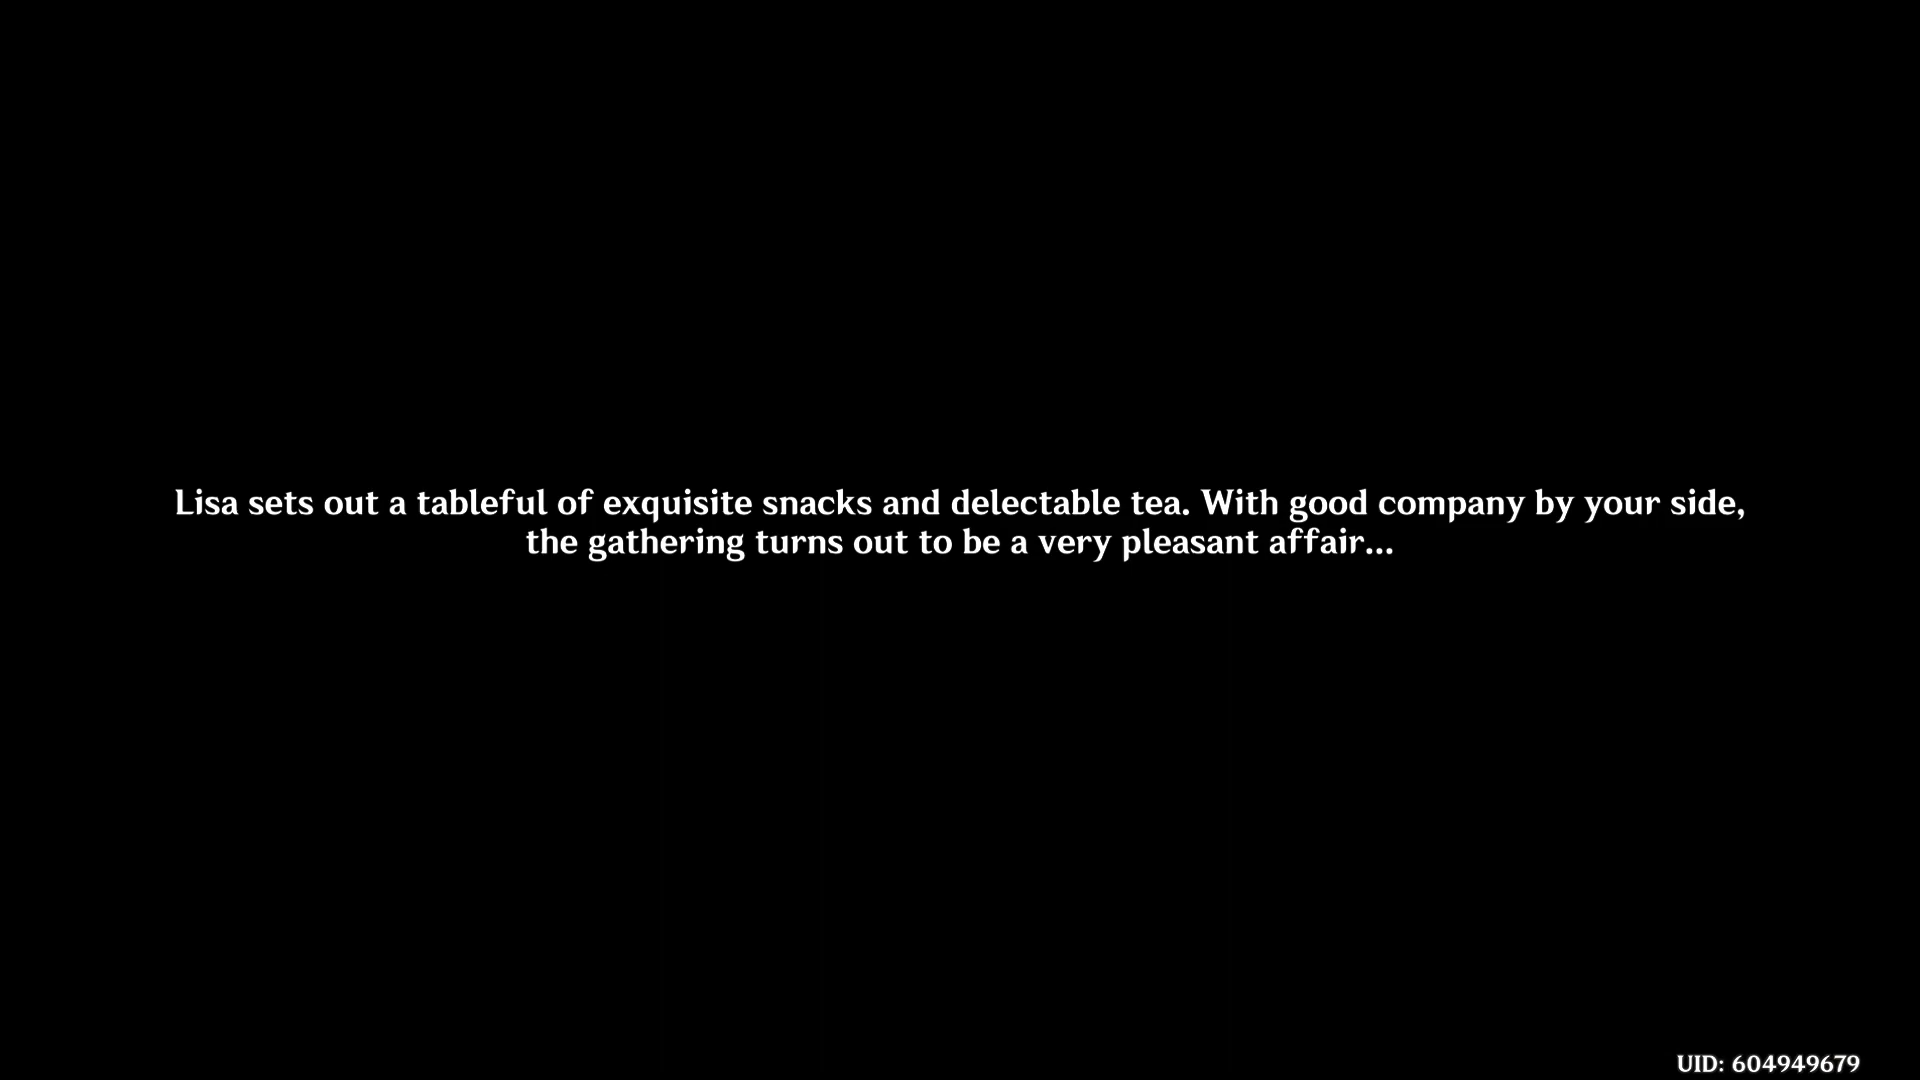 Lisa sets out a tableful of exquisite snacks and delectable tea. With good company by your side,
the gathering turns out to be a very pleasant affair...
UID: 604949679